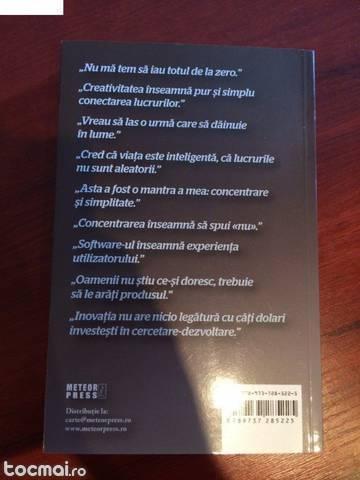 „Nu mă tem să iau totul de la zero.”
„Creativitatea înseamnă pur și simplu
conectarea lucrurilor.”
„Vreau să las o urmă care să dăinuie
în lume.”
„Cred că viața este inteligentă, că lucrurile
nu sunt aleatorii.”
„Asta a fost o mantra a mea: concentrare
și simplitate.”
„Concentrarea înseamnă să spui «nu».”
„Software-ul înseamnă experiența
utilizatorului.”
„Oamenii nu știu ce-și doresc, trebuie
să le arăți produsul.”
„Inovația nu are nicio legătură cu câți dolari
investești în cercetare-dezvoltare.”
METEOR
PRESS
Distribuție la:
carte@meteorpress.ro
www.meteorpress.ro
9 789737 285225
tocmai.ro